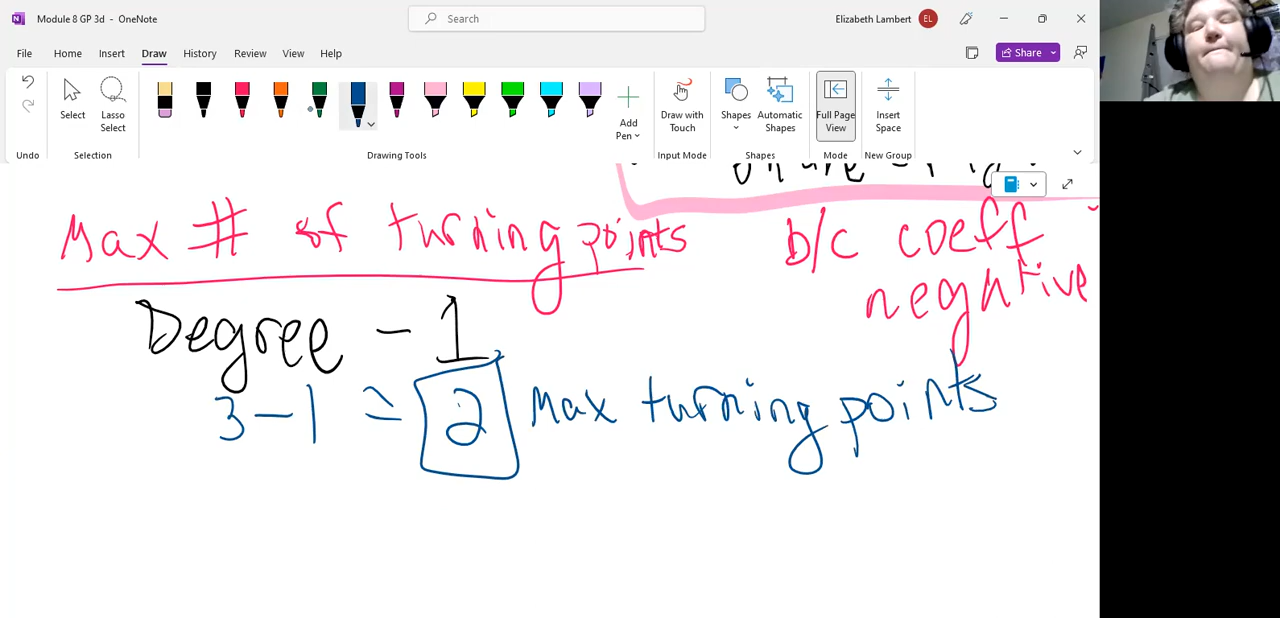 Module 8 GP 3d - OneNote
Search
Elizabeth Lambert
EL
File Home Insert Draw History Review View Help
Share
Select
Lasso Select
Add Pen
Draw with Touch
Shapes
Automatic Shapes
Full Page View
Insert Space
Undo
Selection
Drawing Tools
Input Mode
Shapes
Mode
New Group
Max # of turning points
b/c coeff
negative
Degree - 1
3 - 1 = 2 Max turning points